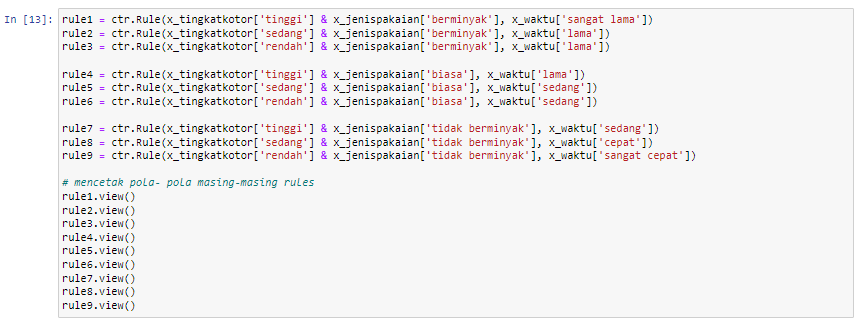 In [13]: rule1 = ctr.Rule(x_tingkatkotor['tinggi'] & x_jenispakaian['berminyak'], x_waktu['sangat lama'])
rule2 = ctr.Rule(x_tingkatkotor['sedang'] & x_jenispakaian['berminyak'], x_waktu['lama'])
rule3 = ctr.Rule(x_tingkatkotor['rendah'] & x_jenispakaian['berminyak'], x_waktu['lama'])
rule4 = ctr.Rule(x_tingkatkotor['tinggi'] & x_jenispakaian['biasa'], x_waktu['lama'])
rule5 = ctr.Rule(x_tingkatkotor['sedang'] & x_jenispakaian['biasa'], x_waktu['sedang'])
rule6 = ctr.Rule(x_tingkatkotor['rendah'] & x_jenispakaian['biasa'], x_waktu['sedang'])
rule7 = ctr.Rule(x_tingkatkotor['tinggi'] & x_jenispakaian['tidak berminyak'], x_waktu['sedang'])
rule8 = ctr.Rule(x_tingkatkotor['sedang'] & x_jenispakaian['tidak berminyak'], x_waktu['cepat'])
rule9 = ctr.Rule(x_tingkatkotor['rendah'] & x_jenispakaian['tidak berminyak'], x_waktu['sangat cepat'])
# mencetak pola- pola masing-masing rules
rule1.view()
rule2.view()
rule3.view()
rule4.view()
rule5.view()
rule6.view()
rule7.view()
rule8.view()
rule9.view()